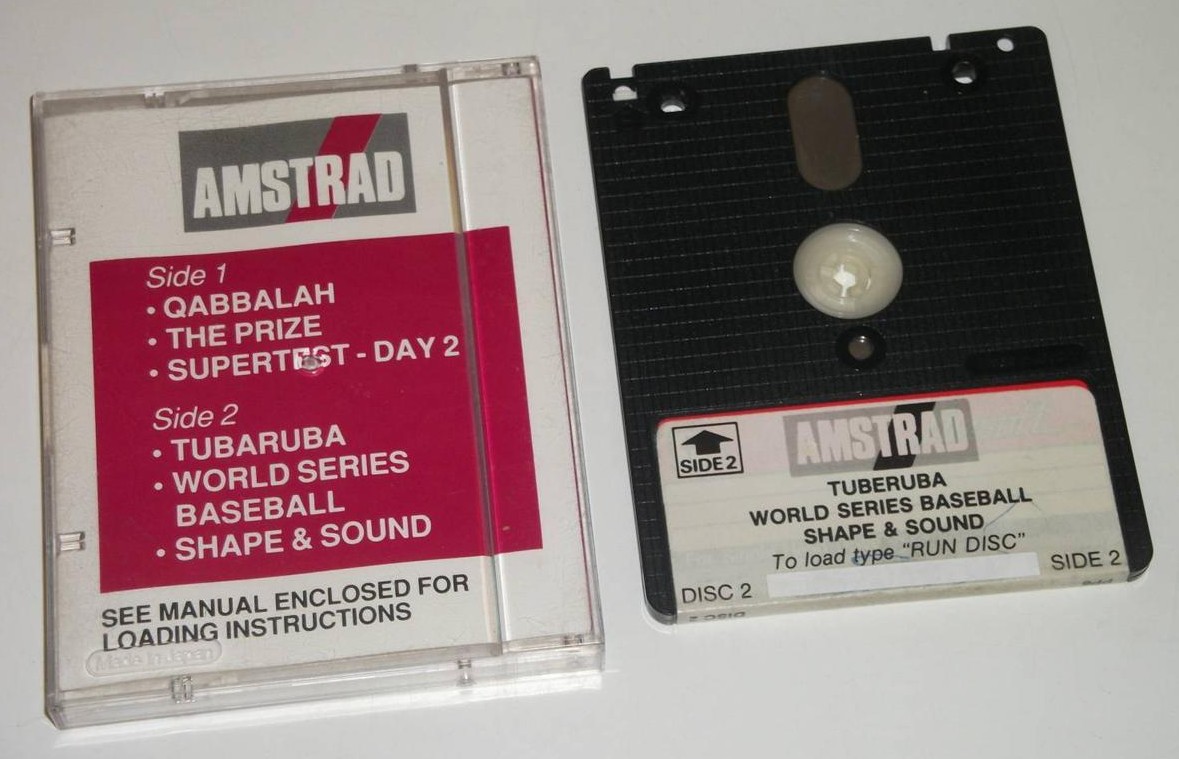 AMSTRAD
Side 1
• QABBALAH
• THE PRIZE
• SUPERTEST - DAY 2
Side 2
• TUBARUBA
• WORLD SERIES
BASEBALL
• SHAPE & SOUND
SEE MANUAL ENCLOSED FOR
LOADING INSTRUCTIONS
Made in Japan
SIDE 2
AMSTRAD
TUBERUBA
WORLD SERIES BASEBALL
SHAPE & SOUND
To load type "RUN DISC"
DISC 2 SIDE 2
DISC 2